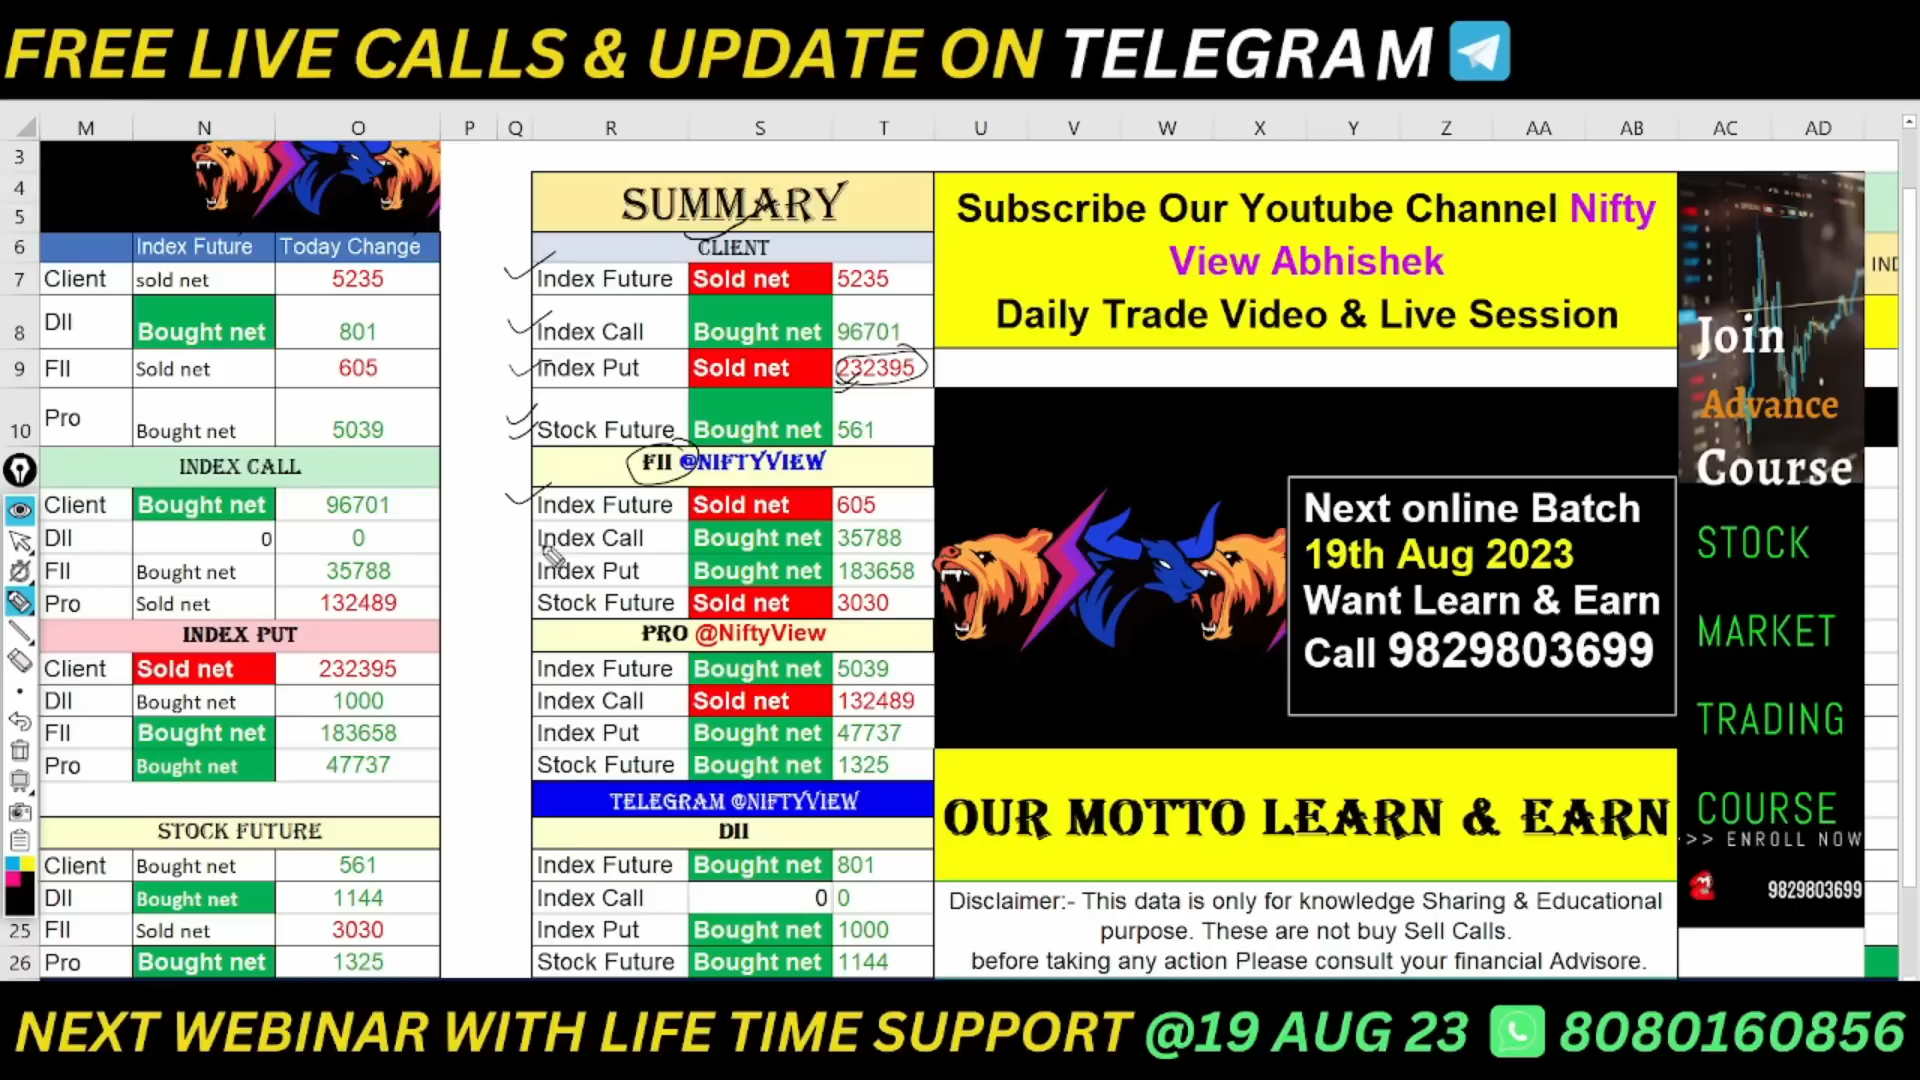 FREE LIVE CALLS & UPDATE ON TELEGRAM
M N O P Q R S T U V W X Y Z AA AB AC AD
3
4
5
6 Index Future Today Change
7 Client sold net 5235
8 DII Bought net 801
9 FII Sold net 605
10 Pro Bought net 5039
INDEX CALL
Client Bought net 96701
DII 0 0
FII Bought net 35788
Pro Sold net 132489
INDEX PUT
Client Sold net 232395
DII Bought net 1000
FII Bought net 183658
Pro Bought net 47737
STOCK FUTURE
Client Bought net 561
DII Bought net 1144
25 FII Sold net 3030
26 Pro Bought net 1325
SUMMARY
CLIENT
Index Future Sold net 5235
Index Call Bought net 96701
Index Put Sold net 232395
Stock Future Bought net 561
FII @NIFTYVIEW
Index Future Sold net 605
Index Call Bought net 35788
Index Put Bought net 183658
Stock Future Sold net 3030
PRO @NiftyView
Index Future Bought net 5039
Index Call Sold net 132489
Index Put Bought net 47737
Stock Future Bought net 1325
TELEGRAM @NIFTYVIEW
DII
Index Future Bought net 801
Index Call 0 0
Index Put Bought net 1000
Stock Future Bought net 1144
Subscribe Our Youtube Channel Nifty
View Abhishek
Daily Trade Video & Live Session
Next online Batch
19th Aug 2023
Want Learn & Earn
Call 9829803699
OUR MOTTO LEARN & EARN
Disclaimer:- This data is only for knowledge Sharing & Educational
purpose. These are not buy Sell Calls.
before taking any action Please consult your financial Advisore.
Join
Advance
Course
STOCK
MARKET
TRADING
COURSE
>> ENROLL NOW
9829803699
IND
NEXT WEBINAR WITH LIFE TIME SUPPORT @19 AUG 23 8080160856